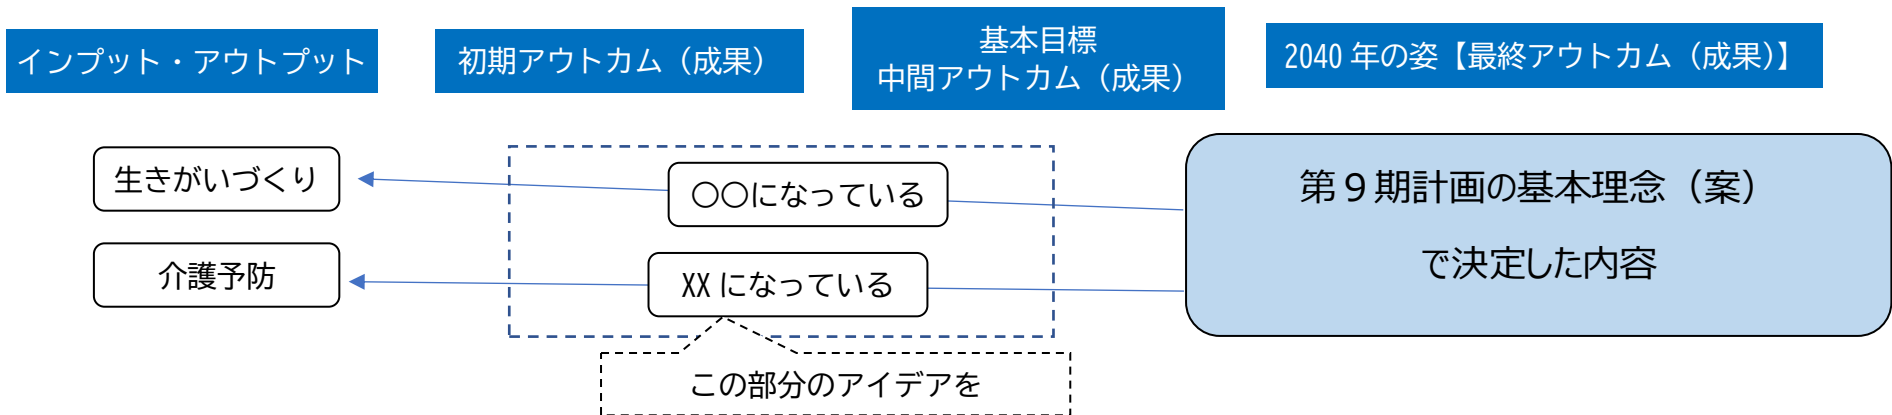 インプット・アウトプット
初期アウトカム（成果）
基本目標
中間アウトカム（成果）
2040 年の姿【最終アウトカム（成果）】
生きがいづくり
〇〇になっている
第９期計画の基本理念（案）
で決定した内容
介護予防
XX になっている
この部分のアイデアを